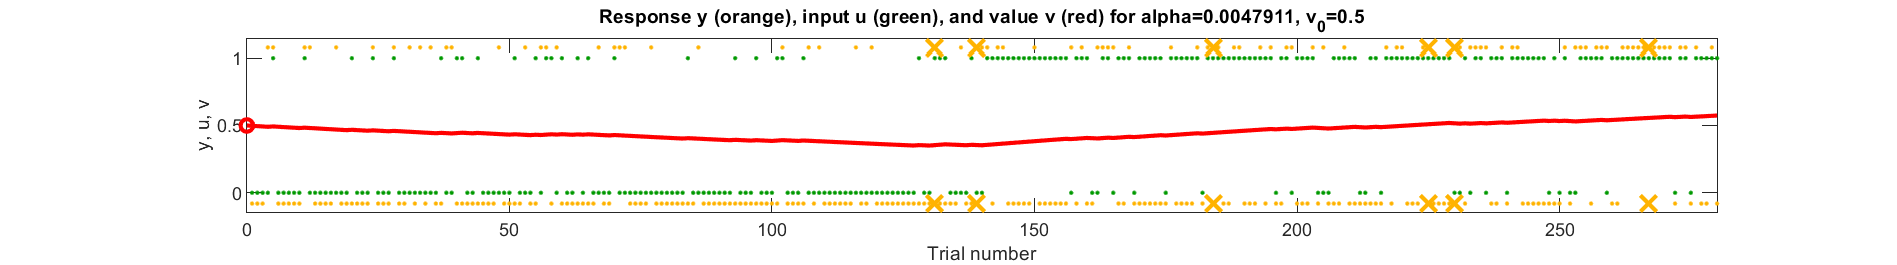 Response y (orange), input u (green), and value v (red) for alpha=0.0047911, v₀=0.5
y, u, v
1
0.5
0
0 50 100 150 200 250
Trial number